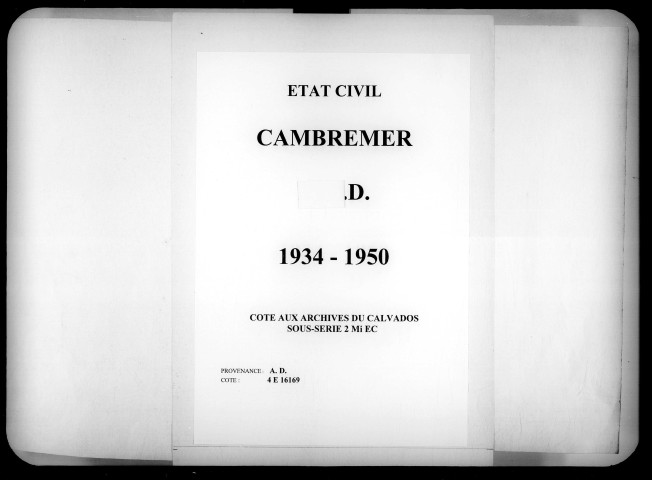 ETAT CIVIL
CAMBREMER
.D.
1934 - 1950
COTE AUX ARCHIVES DU CALVADOS
SOUS-SERIE 2 Mi EC
PROVENANCE : A. D.
COTE : 4 E 16169